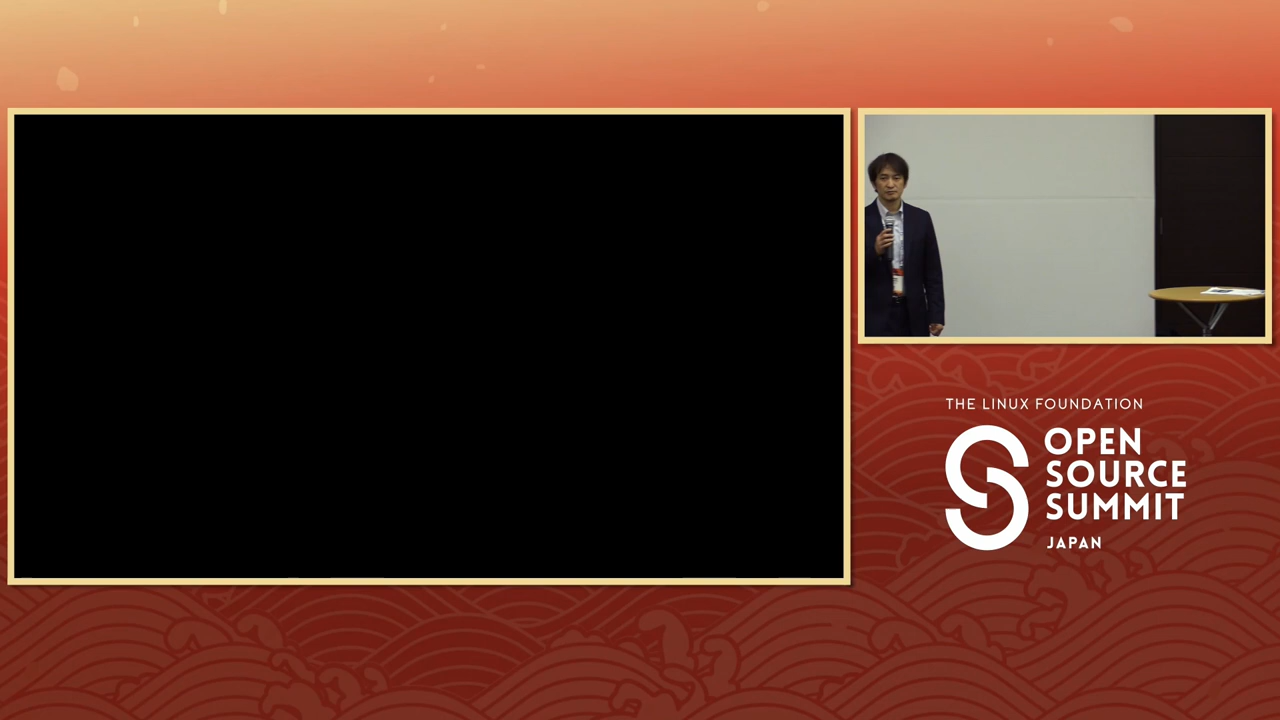 THE LINUX FOUNDATION
OPEN
SOURCE
SUMMIT
JAPAN